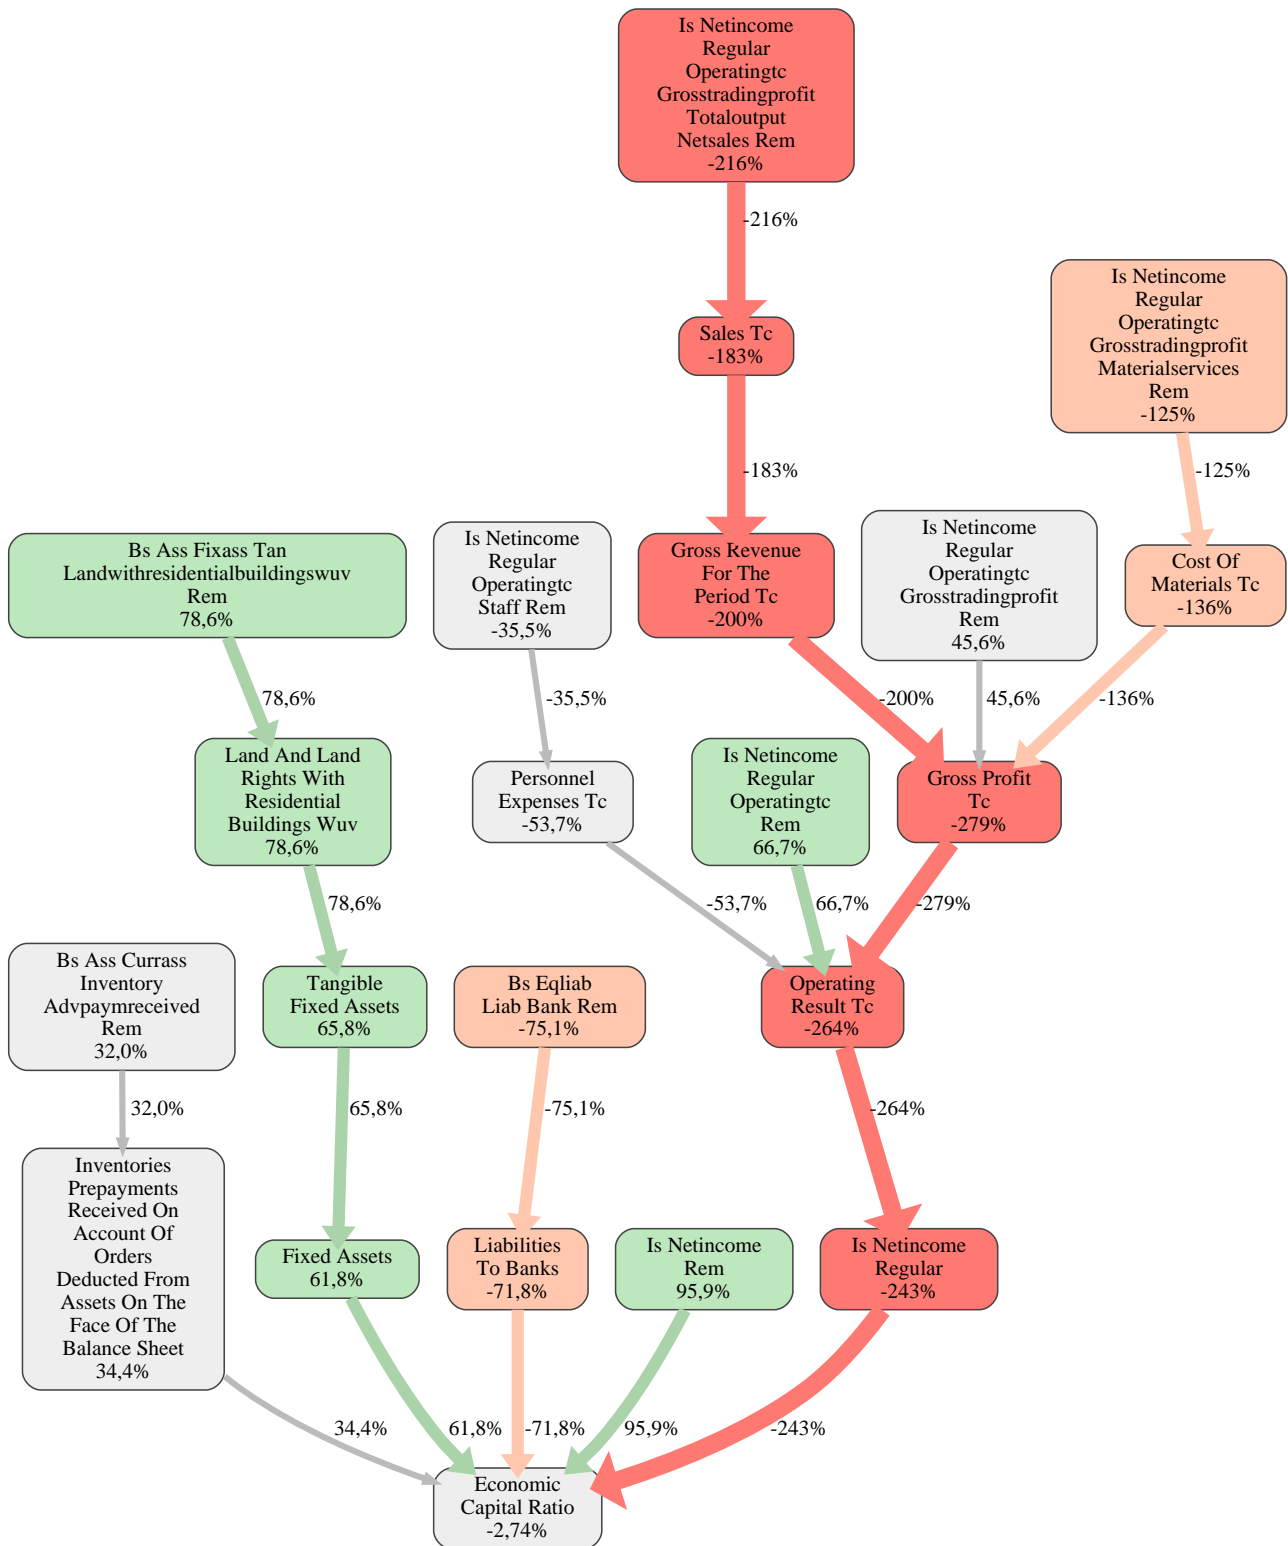 Is Netincome
Regular
Operatingtc
Grosstradingprofit
Totaloutput
Netsales Rem
-216%
-216%
Sales Tc
-183%
Is Netincome
Regular
Operatingtc
Grosstradingprofit
Materialservices
Rem
-125%
-183%
-125%
Bs Ass Fixass Tan
Landwithresidentialbuildingswuv
Rem
78,6%
Is Netincome
Regular
Operatingtc
Staff Rem
-35,5%
Gross Revenue
For The
Period Tc
-200%
Is Netincome
Regular
Operatingtc
Grosstradingprofit
Rem
45,6%
Cost Of
Materials Tc
-136%
78,6%
-35,5%
-200%
45,6%
-136%
Land And Land
Rights With
Residential
Buildings Wuv
78,6%
Personnel
Expenses Tc
-53,7%
Is Netincome
Regular
Operatingtc
Rem
66,7%
Gross Profit
Tc
-279%
78,6%
-53,7%
66,7%
-279%
Bs Ass Currass
Inventory
Advpaymreceived
Rem
32,0%
Tangible
Fixed Assets
65,8%
Bs Eqliab
Liab Bank Rem
-75,1%
Operating
Result Tc
-264%
32,0%
65,8%
-75,1%
-264%
Inventories
Prepayments
Received On
Account Of
Orders
Deducted From
Assets On The
Face Of The
Balance Sheet
34,4%
Fixed Assets
61,8%
Liabilities
To Banks
-71,8%
Is Netincome
Rem
95,9%
Is Netincome
Regular
-243%
34,4%
61,8%
-71,8%
95,9%
-243%
Economic
Capital Ratio
-2,74%